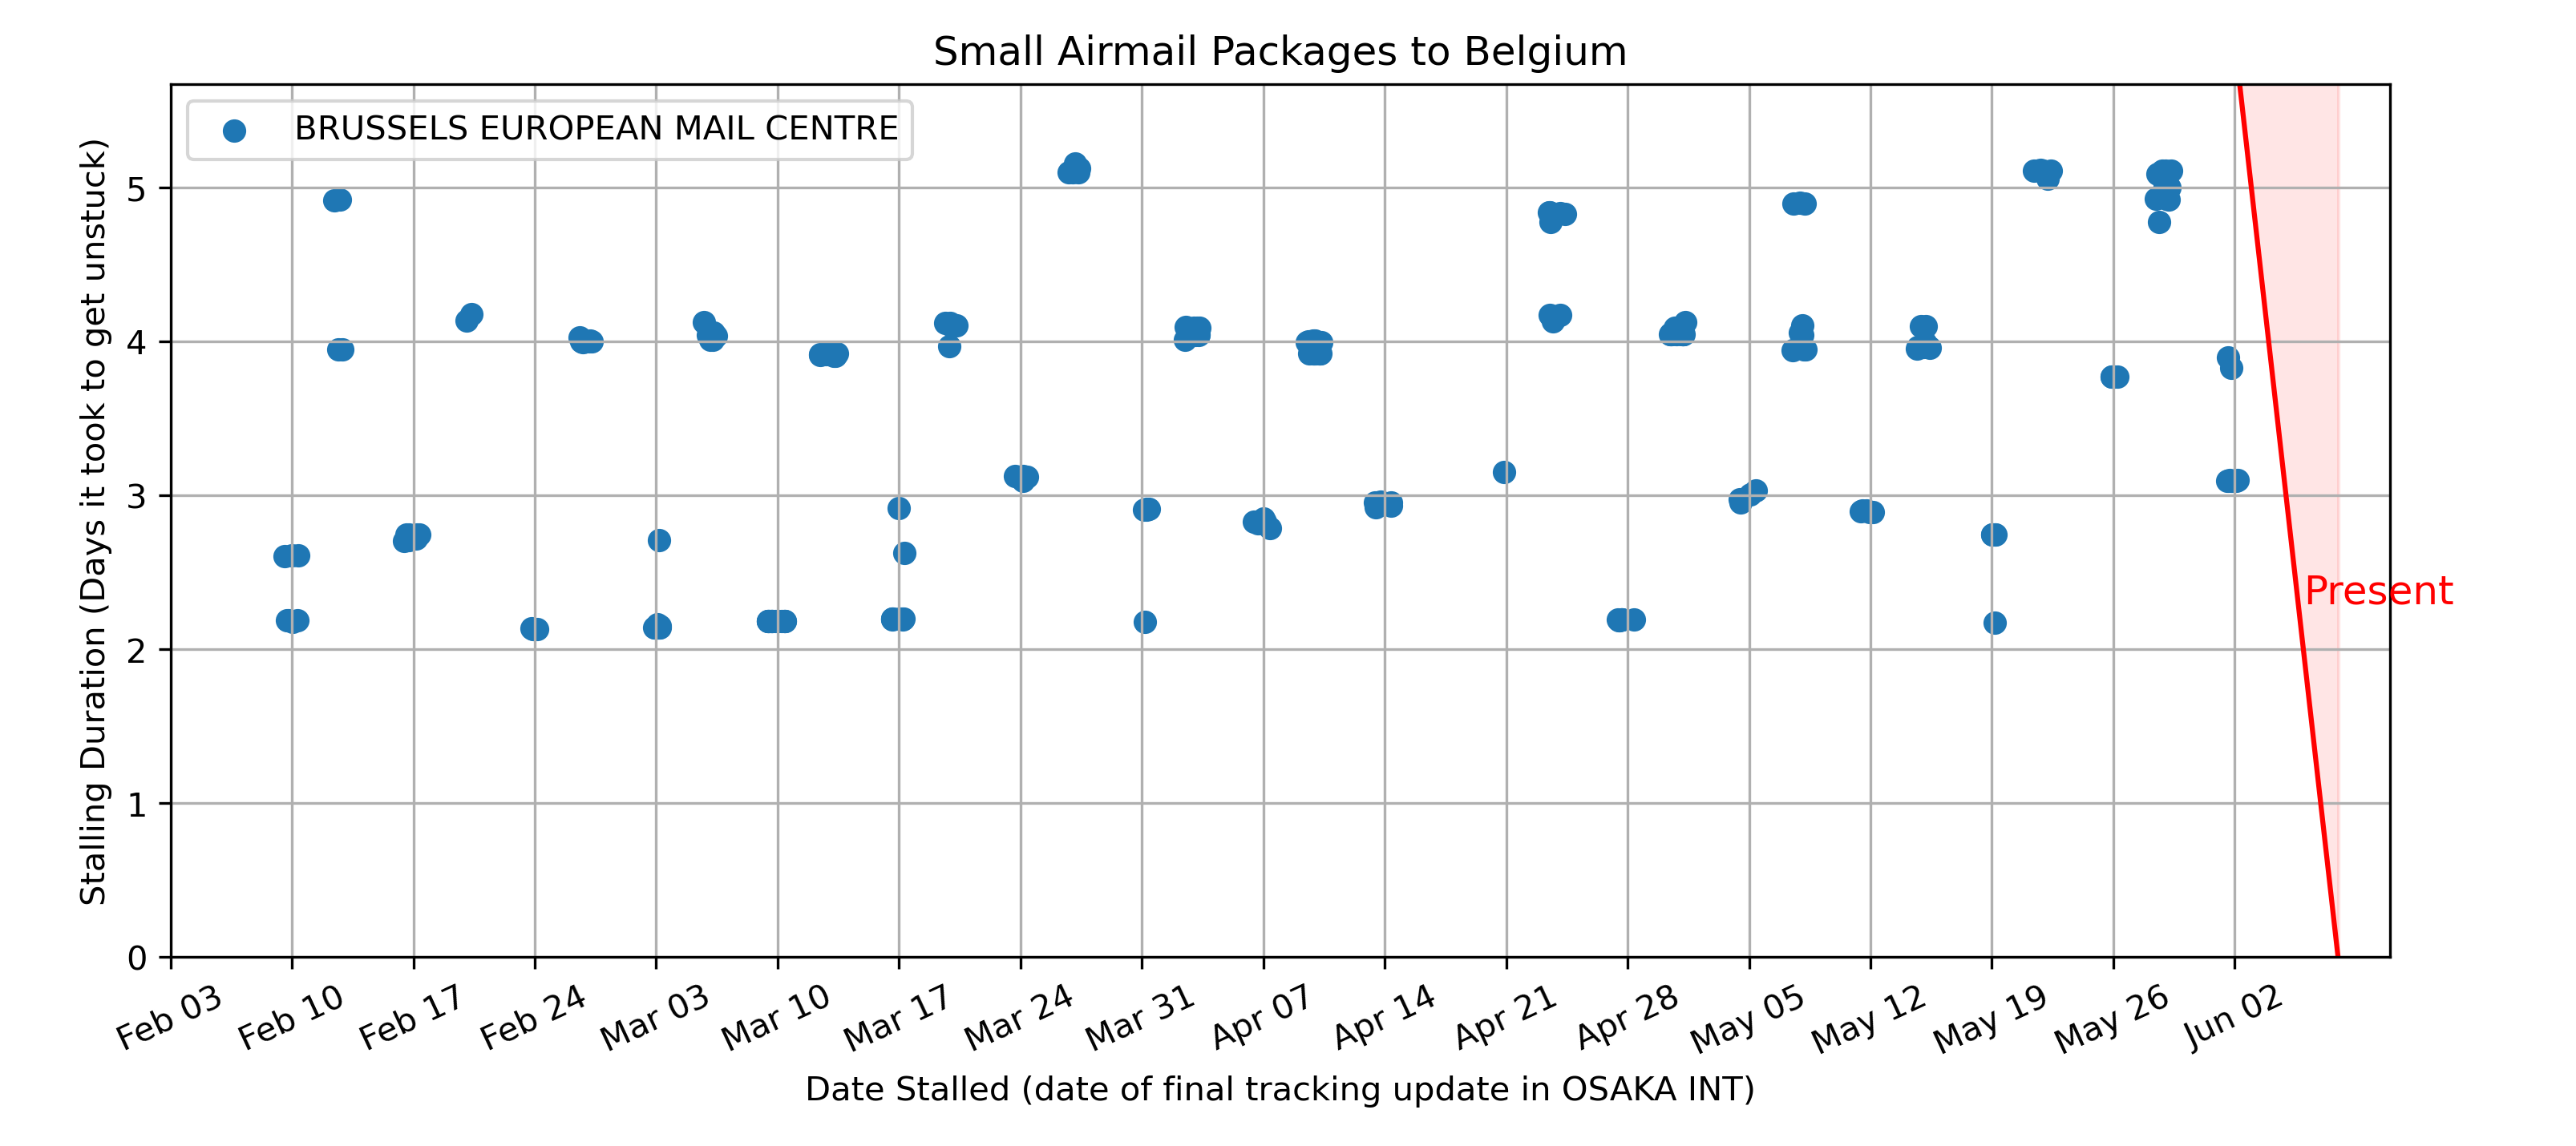 Small Airmail Packages to Belgium
BRUSSELS EUROPEAN MAIL CENTRE
Stalling Duration (Days it took to get unstuck)
5
4
3
2
1
0
Present
Feb 03
Feb 10
Feb 17
Feb 24
Mar 03
Mar 10
Mar 17
Mar 24
Mar 31
Apr 07
Apr 14
Apr 21
Apr 28
May 05
May 12
May 19
May 26
Jun 02
Date Stalled (date of final tracking update in OSAKA INT)